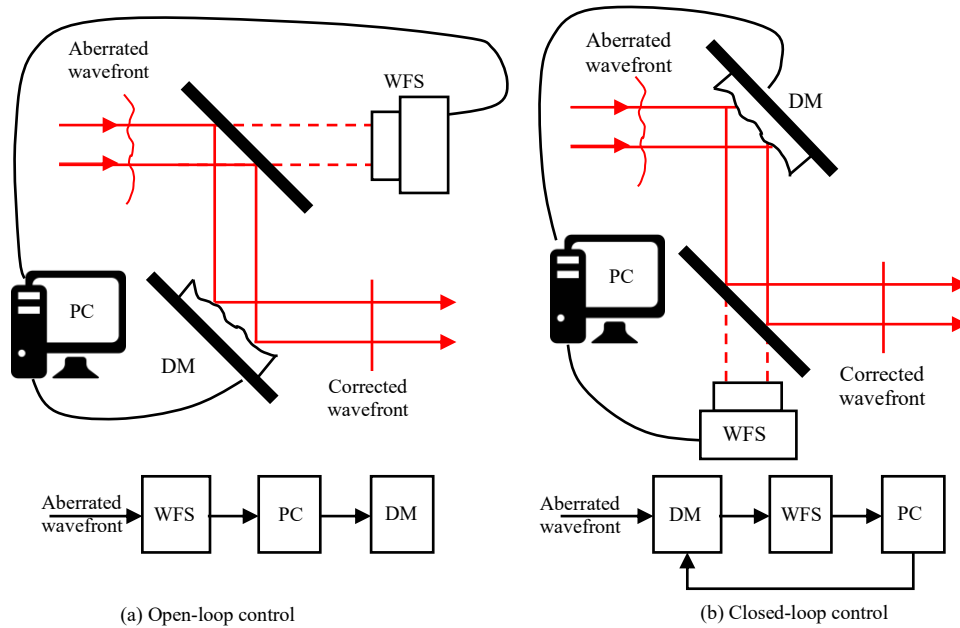 Aberrated
wavefront
WFS
PC
DM
Corrected
wavefront
Aberrated
wavefront
WFS
PC
DM
(a) Open-loop control
Aberrated
wavefront
DM
PC
Corrected
wavefront
WFS
Aberrated
wavefront
DM
WFS
PC
(b) Closed-loop control